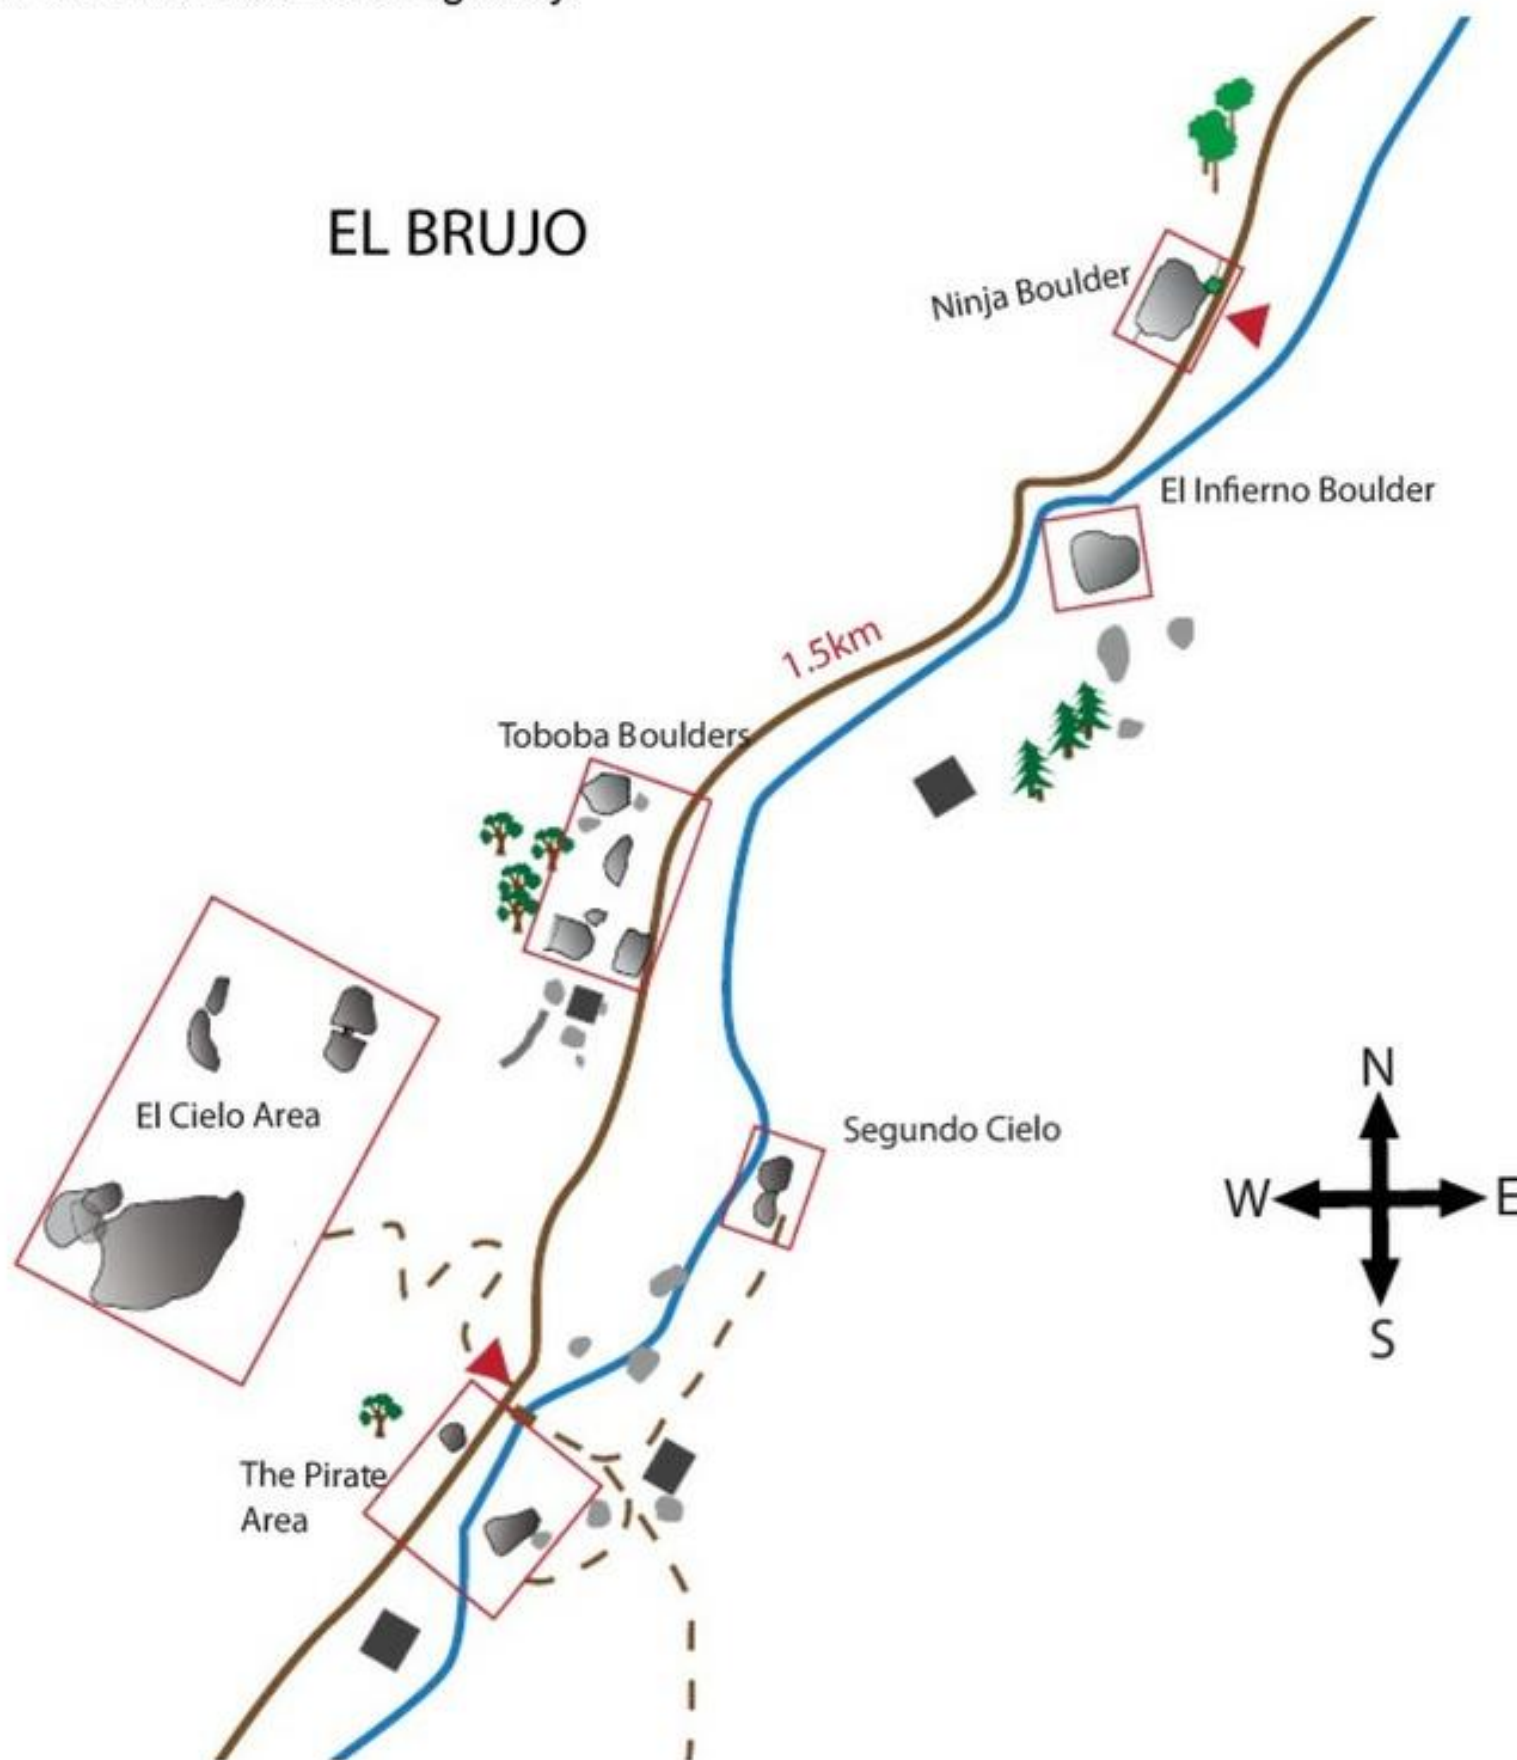 EL BRUJO
Ninja Boulder
El Infierno Boulder
1.5km
Toboba Boulders
El Cielo Area
Segundo Cielo
N
W E
S
The Pirate
Area